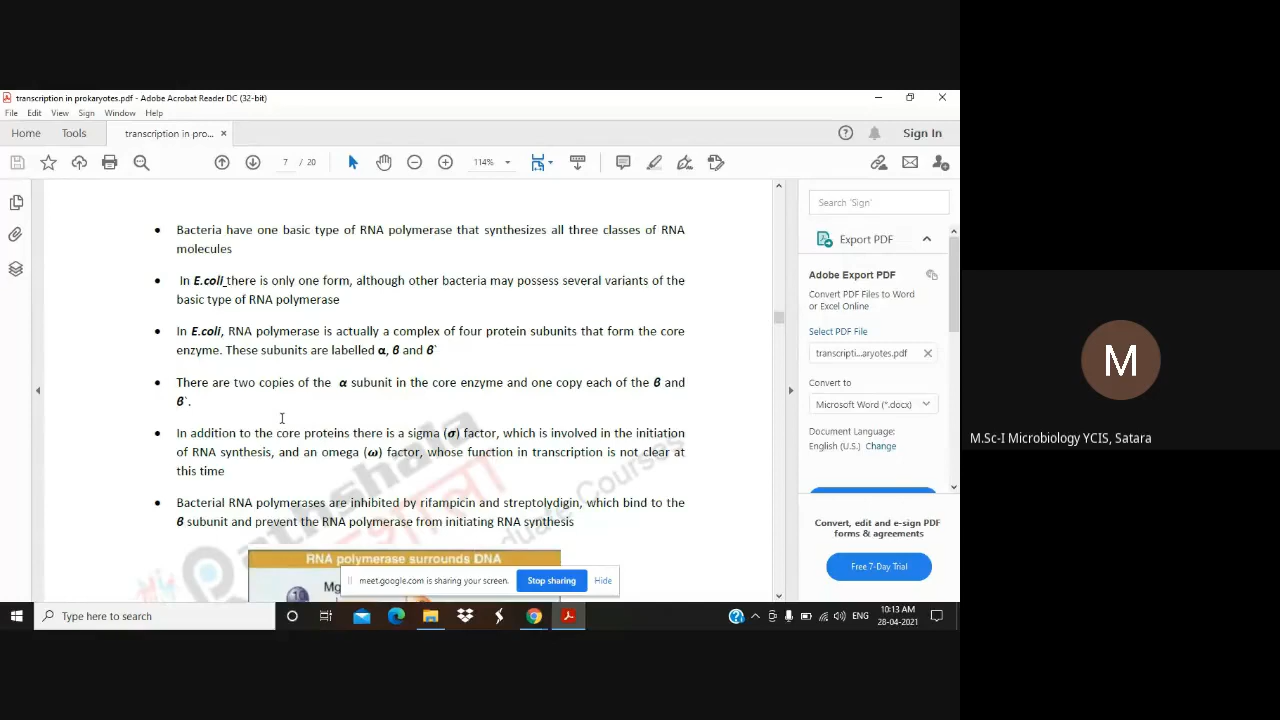 transcription in prokaryotes.pdf - Adobe Acrobat Reader DC (32-bit)
File Edit View Sign Window Help
Home Tools transcription in pro... × Sign In
7 / 20 114%
Bacteria have one basic type of RNA polymerase that synthesizes all three classes of RNA
molecules
In E.coli there is only one form, although other bacteria may possess several variants of the
basic type of RNA polymerase
In E.coli, RNA polymerase is actually a complex of four protein subunits that form the core
enzyme. These subunits are labelled α, β and β`
There are two copies of the α subunit in the core enzyme and one copy each of the β and
β`.
In addition to the core proteins there is a sigma (σ) factor, which is involved in the initiation
of RNA synthesis, and an omega (ω) factor, whose function in transcription is not clear at
this time
Bacterial RNA polymerases are inhibited by rifampicin and streptolydigin, which bind to the
β subunit and prevent the RNA polymerase from initiating RNA synthesis
Pathshala
पाठशाला
Graduate Courses
RNA polymerase surrounds DNA
Mg
meet.google.com is sharing your screen. Stop sharing Hide
Search 'Sign'
Export PDF
Adobe Export PDF
Convert PDF Files to Word
or Excel Online
Select PDF File
transcripti...aryotes.pdf ×
Convert to
Microsoft Word (*.docx)
Document Language:
English (U.S.) Change
Convert, edit and e-sign PDF
forms & agreements
Free 7-Day Trial
Type here to search
ENG
10:13 AM
28-04-2021
M
M.Sc-I Microbiology YCIS, Satara